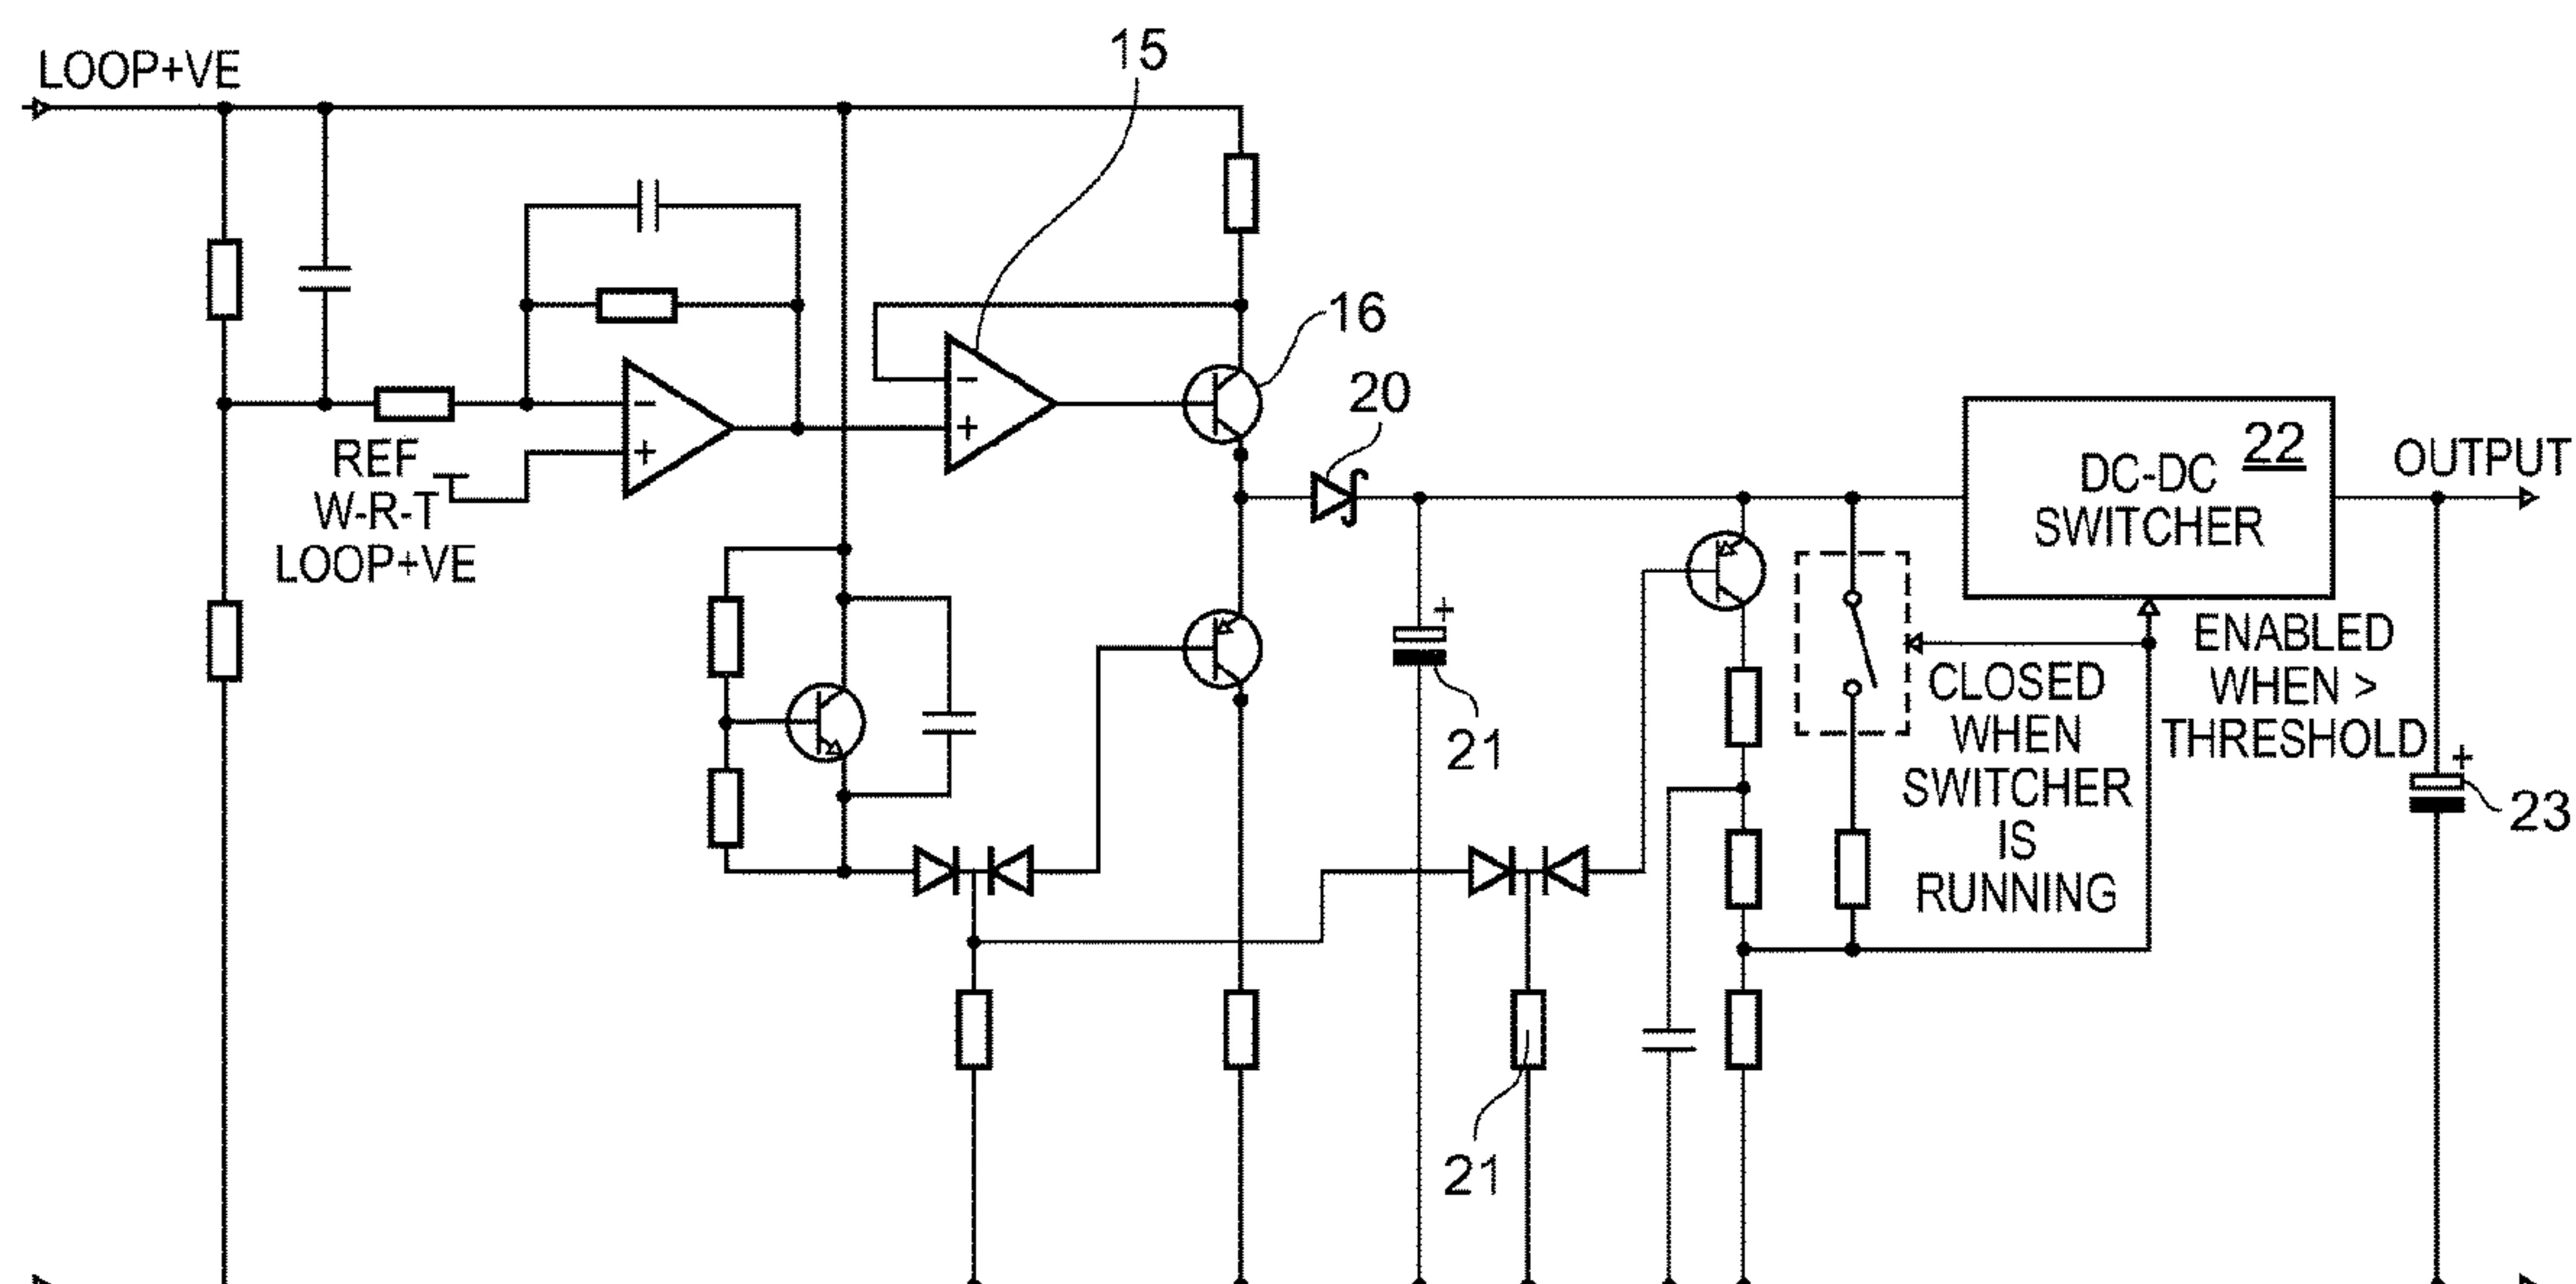 LOOP+VE
15
16
20
REF
W-R-T
LOOP+VE
−
+
−
+
22
DC-DC
SWITCHER
OUTPUT
+
21
CLOSED
WHEN
SWITCHER
IS
RUNNING
ENABLED
WHEN >
THRESHOLD
+
23
21